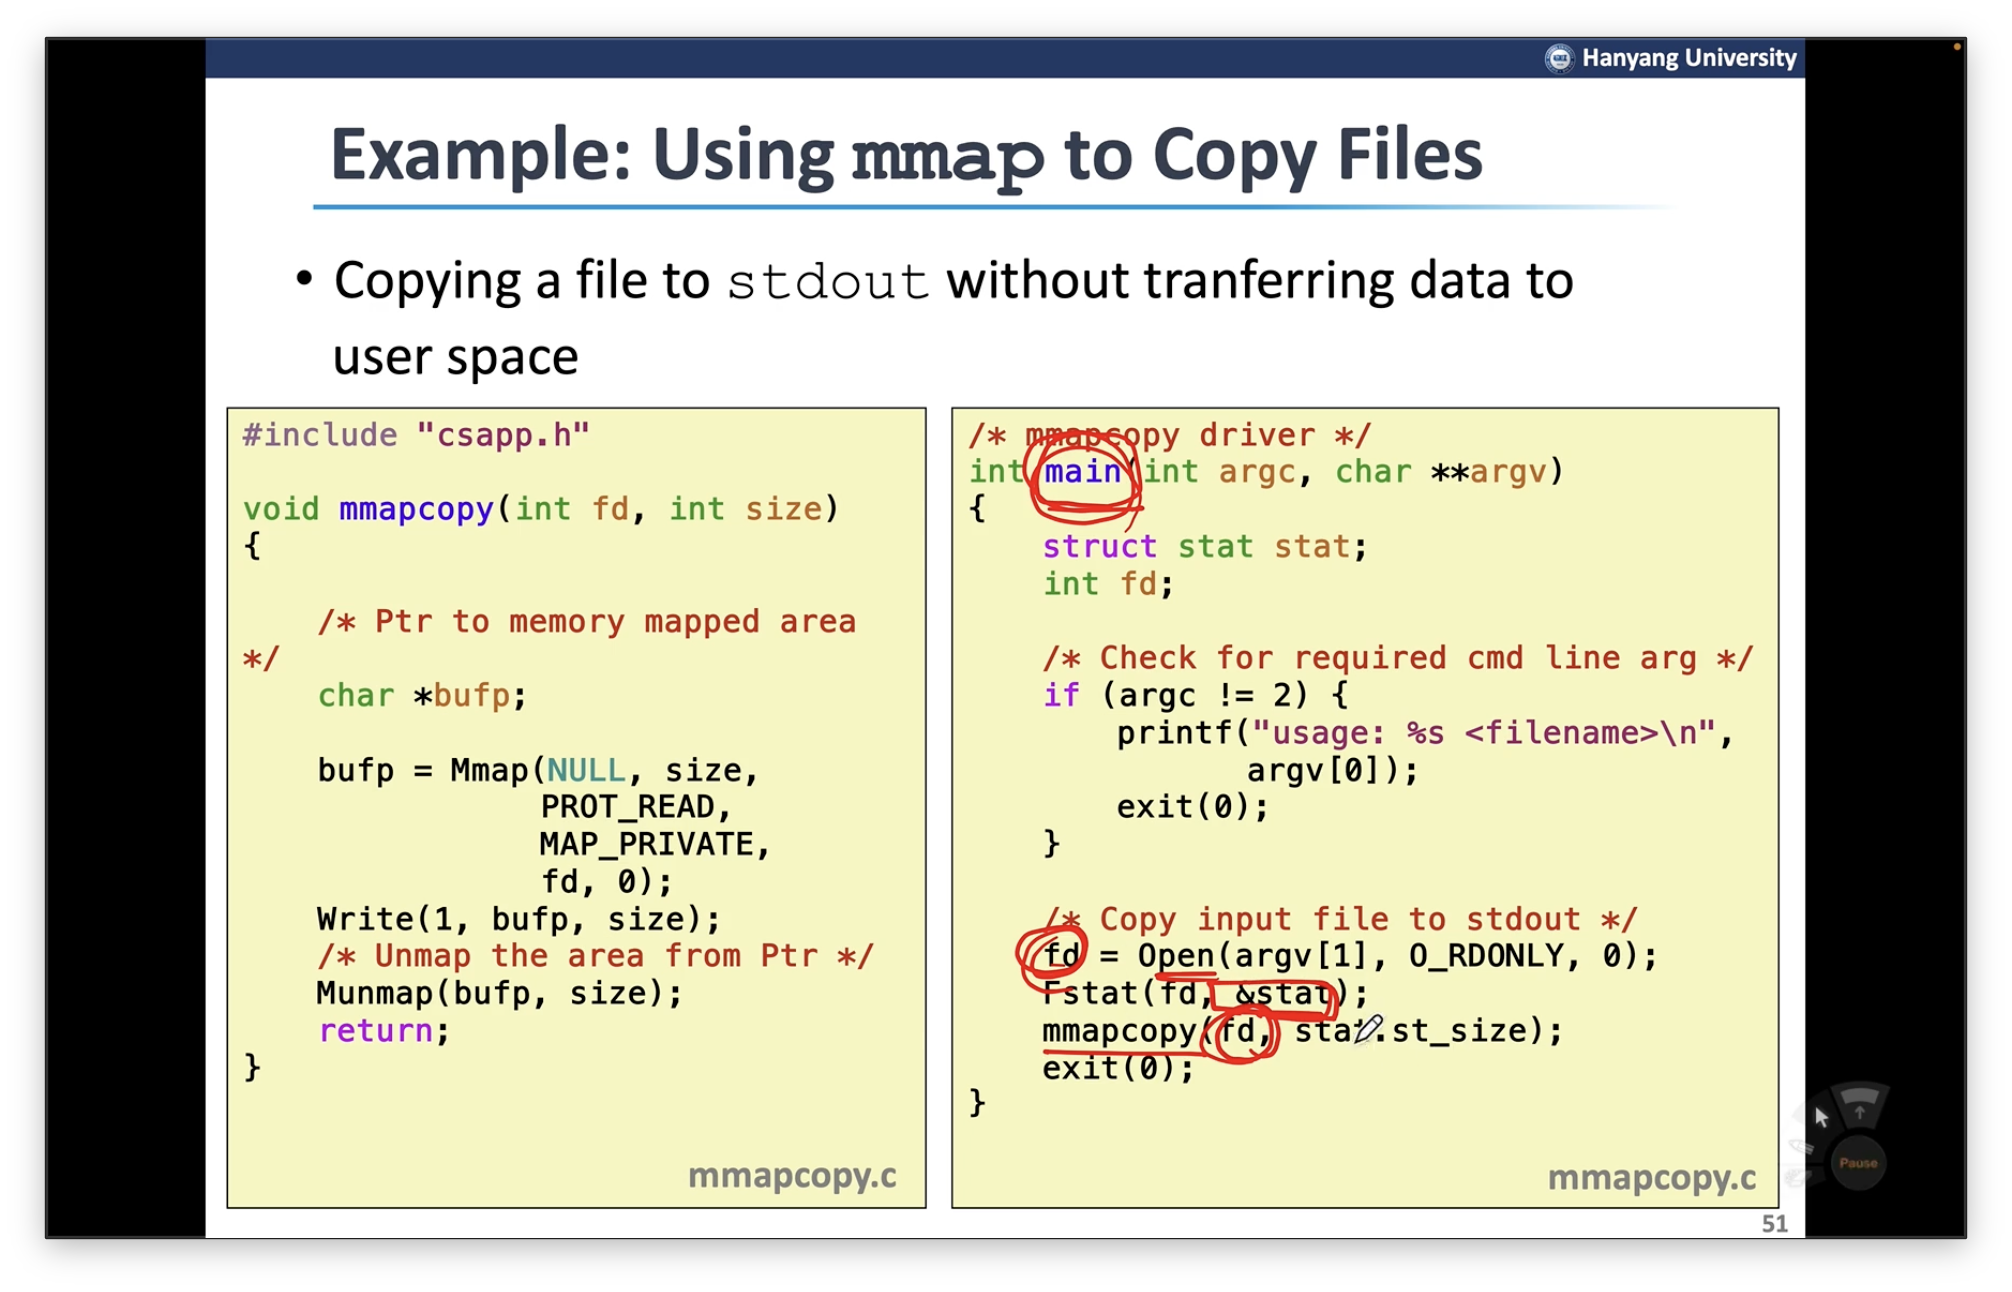 Hanyang University
Example: Using mmap to Copy Files
• Copying a file to stdout without tranferring data to
user space
#include "csapp.h"
void mmapcopy(int fd, int size)
{
/* Ptr to memory mapped area
*/
char *bufp;
bufp = Mmap(NULL, size,
PROT_READ,
MAP_PRIVATE,
fd, 0);
Write(1, bufp, size);
/* Unmap the area from Ptr */
Munmap(bufp, size);
return;
}
mmapcopy.c
/* mmapcopy driver */
int main(int argc, char **argv)
{
struct stat stat;
int fd;
/* Check for required cmd line arg */
if (argc != 2) {
printf("usage: %s <filename>\n",
argv[0]);
exit(0);
}
/* Copy input file to stdout */
fd = Open(argv[1], O_RDONLY, 0);
Fstat(fd, &stat);
mmapcopy(fd, stat.st_size);
exit(0);
}
mmapcopy.c
Pause
51